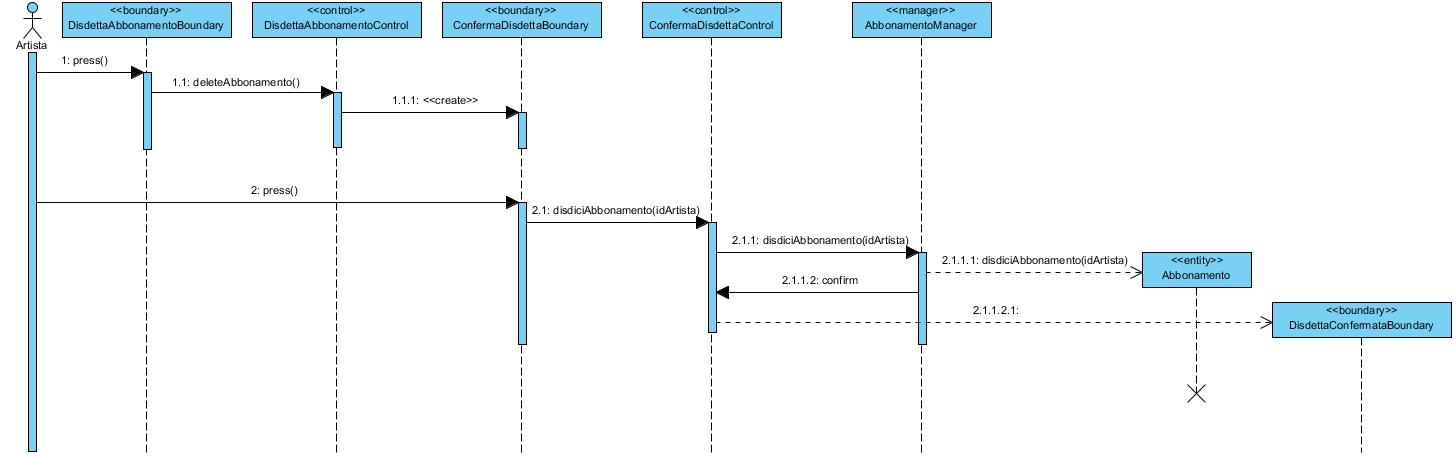 <<boundary>>
DisdettaAbbonamentoBoundary
<<control>>
DisdettaAbbonamentoControl
<<boundary>>
ConfermaDisdettaBoundary
<<control>>
ConfermaDisdettaControl
<<manager>>
AbbonamentoManager
Artista
1: press()
1.1: deleteAbbonamento()
1.1.1: <<create>>
2: press()
2.1: disdiciAbbonamento(idArtista)
2.1.1: disdiciAbbonamento(idArtista)
2.1.1.1: disdiciAbbonamento(idArtista)
<<entity>>
Abbonamento
2.1.1.2: confirm
2.1.1.2.1:
<<boundary>>
DisdettaConfermataBoundary